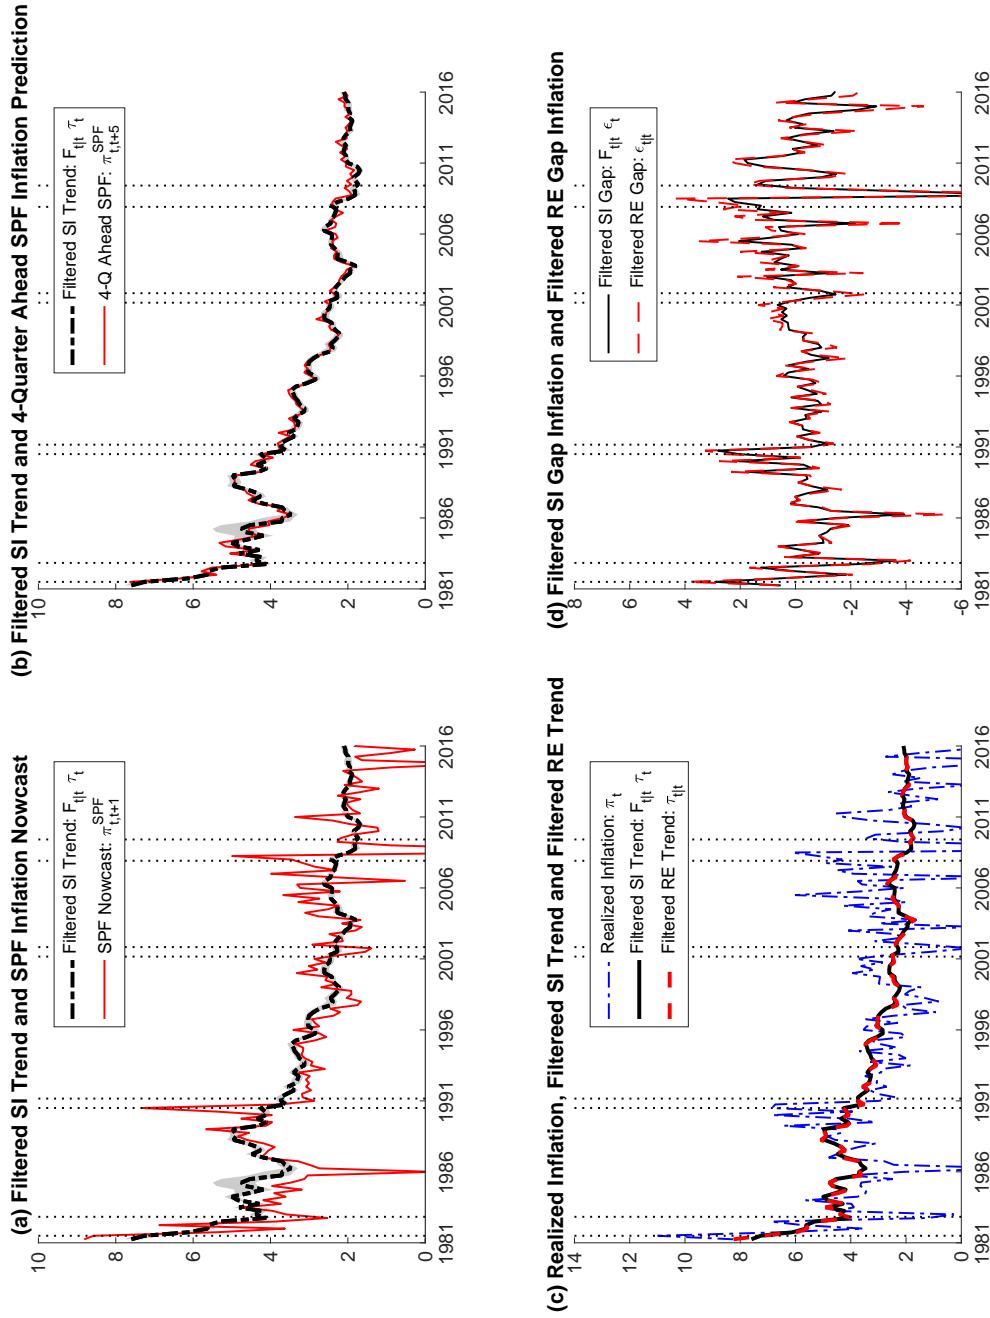 (a) Filtered SI Trend and SPF Inflation Nowcast
Filtered SI Trend: F_{t|t} τ_t
SPF Nowcast: π^{SPF}_{t,t+1}
10
8
6
4
2
0
1981 1986 1991 1996 2001 2006 2011 2016
(b) Filtered SI Trend and 4-Quarter Ahead SPF Inflation Prediction
Filtered SI Trend: F_{t|t} τ_t
4-Q Ahead SPF: π^{SPF}_{t,t+5}
10
8
6
4
2
0
1981 1986 1991 1996 2001 2006 2011 2016
(c) Realized Inflation, Filtereed SI Trend and Filtered RE Trend
Realized Inflation: π_t
Filtered SI Trend: F_{t|t} τ_t
Filtered RE Trend: τ_{t|t}
14
12
10
8
6
4
2
0
1981 1986 1991 1996 2001 2006 2011 2016
(d) Filtered SI Gap Inflation and Filtered RE Gap Inflation
Filtered SI Gap: F_{t|t} ϵ_t
Filtered RE Gap: ϵ_{t|t}
8
6
4
2
0
-2
-4
-6
1981 1986 1991 1996 2001 2006 2011 2016